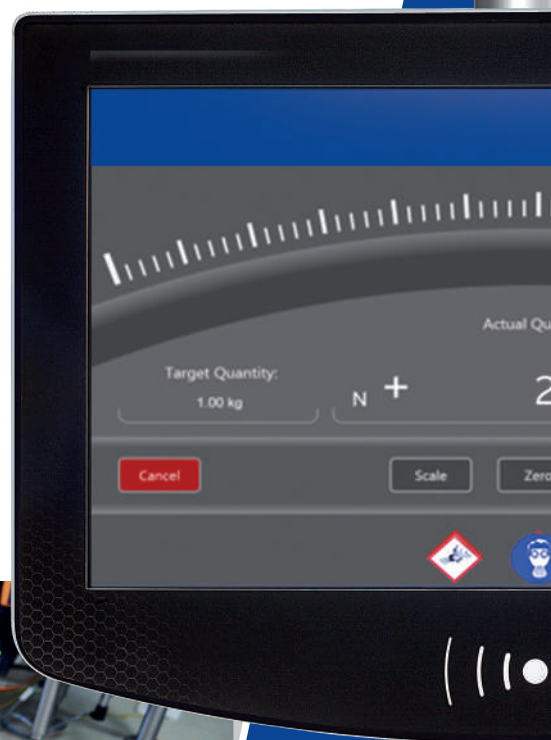 Actual Qu
Target Quantity:
1.00 kg
N + 2
Cancel
Scale
Zero